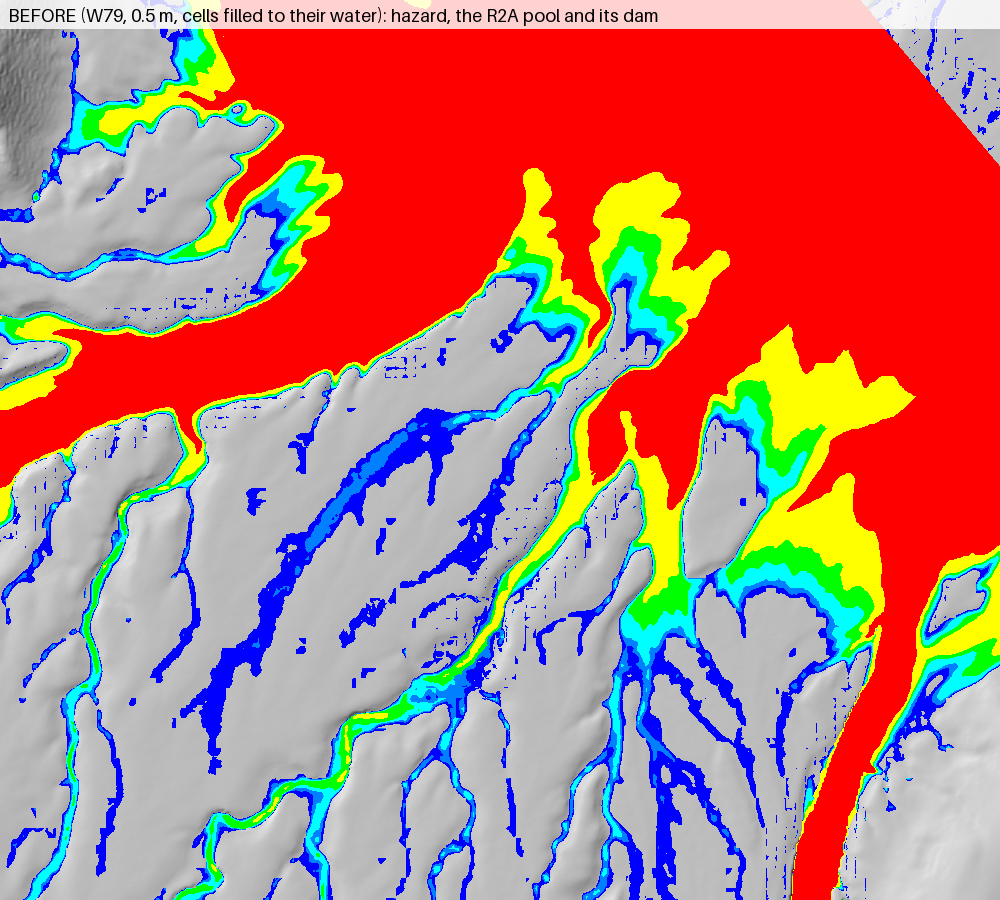 BEFORE (W79, 0.5 m, cells filled to their water): hazard, the R2A pool and its dam